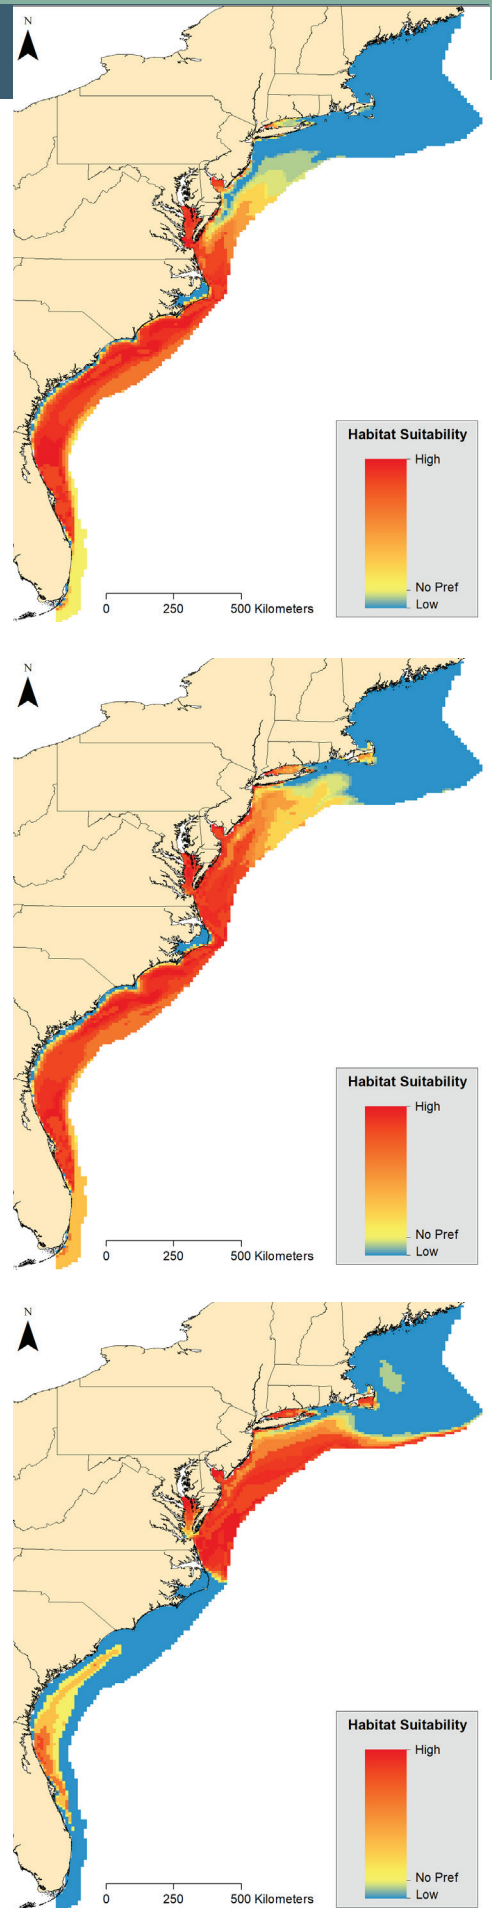 N
Habitat Suitability
High
No Pref
Low
0 250 500 Kilometers
N
Habitat Suitability
High
No Pref
Low
0 250 500 Kilometers
N
Habitat Suitability
High
No Pref
Low
0 250 500 Kilometers